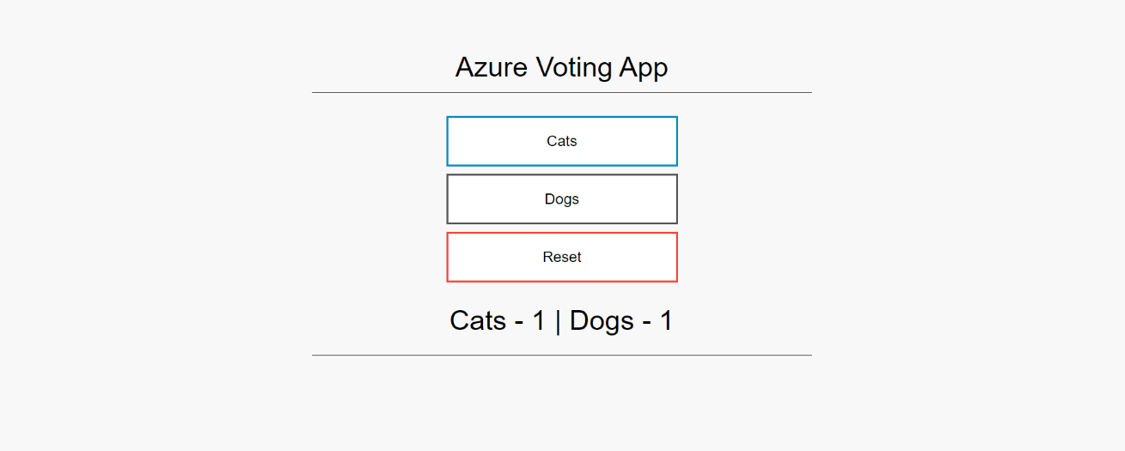 Azure Voting App
Cats
Dogs
Reset
Cats - 1 | Dogs - 1